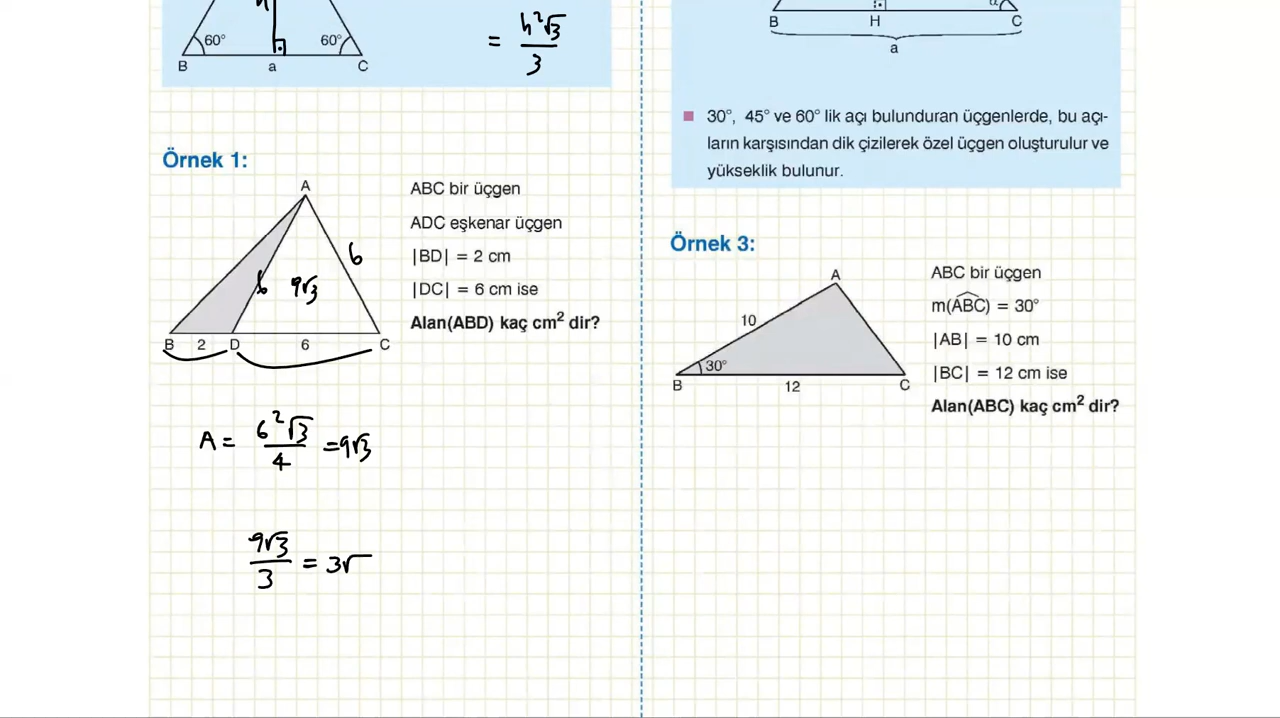 h
60° 60°
B a C
= h²√3 / 3
Örnek 1:
A
6
6 9√3
B 2 D 6 C
ABC bir üçgen
ADC eşkenar üçgen
|BD| = 2 cm
|DC| = 6 cm ise
Alan(ABD) kaç cm² dir?
A = 6²√3 / 4 = 9√3
9√3 / 3 = 3√
α
B H C
a
30°, 45° ve 60° lik açı bulunduran üçgenlerde, bu açı-
ların karşısından dik çizilerek özel üçgen oluşturulur ve
yükseklik bulunur.
Örnek 3:
A
10
30°
B 12 C
ABC bir üçgen
m(ABC) = 30°
|AB| = 10 cm
|BC| = 12 cm ise
Alan(ABC) kaç cm² dir?